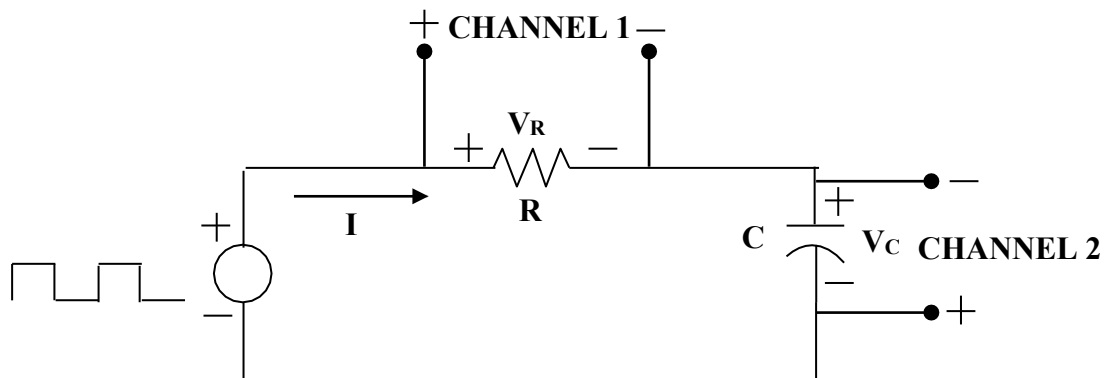 + CHANNEL 1 −
VR
+ −
R
I
+
−
−
+
C VC CHANNEL 2
−
+